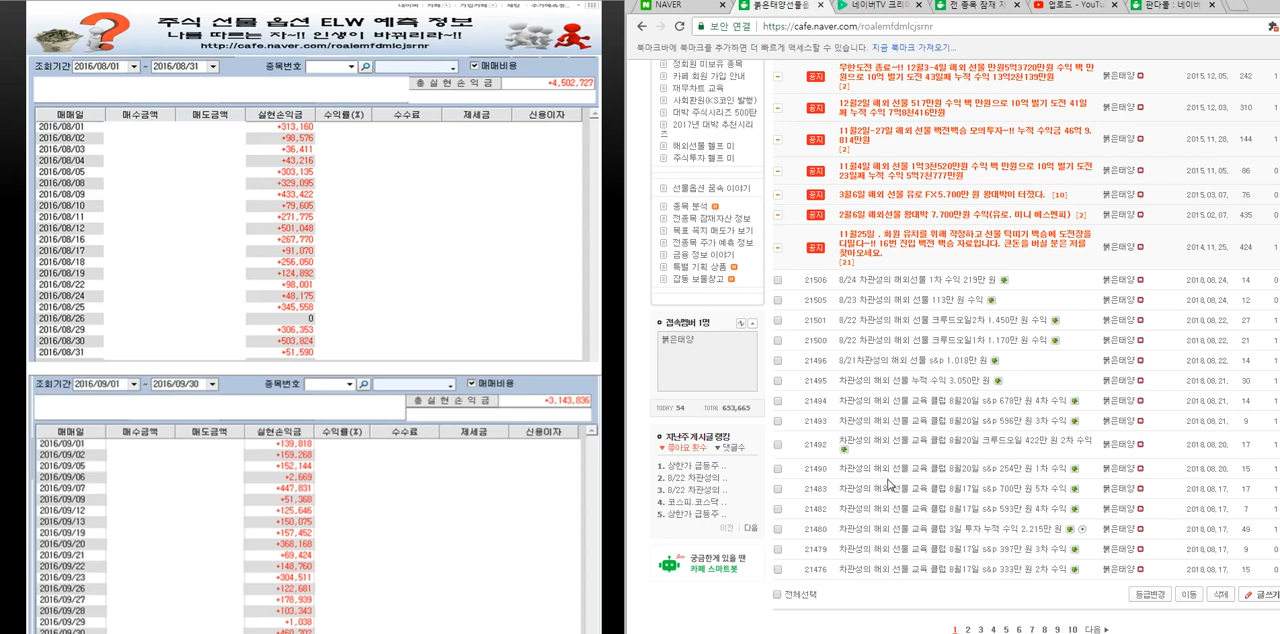 주식 선물 옵션 ELW 예측 정보
나를 따르는 자~!! 인생이 바뀌리라~!!
http://cafe.naver.com/roalemfdmlcjsrnr
조회기간 2016/08/01 - 2016/08/31 종목번호 매매비용
총 실현손익금 +4,502,727
매매일 매수금액 매도금액 실현손익금 수익률(%) 수수료 제세금 신용이자
2016/08/01 +313,160
2016/08/02 +98,576
2016/08/03 +36,411
2016/08/04 +43,216
2016/08/05 +303,135
2016/08/08 +329,095
2016/08/09 +433,422
2016/08/10 +79,605
2016/08/11 +271,775
2016/08/12 +501,048
2016/08/16 +267,770
2016/08/17 +91,070
2016/08/18 +256,050
2016/08/19 +124,892
2016/08/22 +98,001
2016/08/24 +48,175
2016/08/25 +345,558
2016/08/26 0
2016/08/29 +306,353
2016/08/30 +503,824
2016/08/31 +51,590
조회기간 2016/09/01 - 2016/09/30 종목번호 매매비용
총 실현손익금 +3,143,836
매매일 매수금액 매도금액 실현손익금 수익률(%) 수수료 제세금 신용이자
2016/09/01 +139,818
2016/09/02 +159,268
2016/09/05 +152,144
2016/09/06 +2,669
2016/09/07 +447,831
2016/09/09 +51,368
2016/09/12 +125,646
2016/09/13 +150,075
2016/09/19 +157,452
2016/09/20 +368,168
2016/09/21 +69,424
2016/09/22 +148,760
2016/09/23 +304,511
2016/09/26 +122,681
2016/09/27 +178,939
2016/09/28 +103,343
2016/09/29 +1,038
2016/09/30 +460,702
NAVER 붉은태양선물옵 네이버TV 크리에 전 종목 잠재 자 업로드 - YouTu 판다를 : 네이버
보안 연결 https://cafe.naver.com/roalemfdmlcjsrnr
북마크바에 북마크를 추가하면 더 빠르게 액세스할 수 있습니다. 지금 북마크 가져오기...
정회원 미보유 종목
카페 회원 가입 안내
재무차트 교육
사회환원(KS코인 발행)
대박 주식시리즈 500탄
2017년 대박 추천시리즈
해외선물 헬프 미
주식투자 헬프 미
선물옵션 꿈속 이야기
종목 분석
전종목 잠재자산 정보
목표 꼭지 매도가 보기
전종목 주가 예측 정보
금융 정보 이야기
특별 기획 상품
잡동 보물창고
접속멤버 1명
붉은태양
TODAY 54 TOTAL 653,665
지난주 게시글 랭킹
좋아요 횟수 댓글수
1. 상한가 급등주 ..
2. 8/22 차관성의 ..
3. 8/22 차관성의 ..
4. 코스피.코스닥 ..
5. 상한가 급등주 ..
이전 다음
궁금한게 있을 땐
카페 스마트봇
공지 무한도전 종료~!! 12월3-4일 해외 선물 만원5억3720만원 수익 백 만원으로 10억 벌기 도전 43일째 누적 수익 13억2천139만원 [2] 붉은태양 2015.12.05. 242
공지 12월2일 해외 선물 517만원 수익 백 만원으로 10억 벌기 도전 41일째 누적 수익 7억8천416만원 붉은태양 2015.12.03. 310
공지 11월2일-27일 해외 선물 백전백승 모의투자~!! 누적 수익금 46억 9.814만원 [2] 붉은태양 2015.11.28. 144
공지 11월4일 해외 선물 1억3천520만원 수익 백 만원으로 10억 벌기 도전 23일째 누적 수익 5억7천777만원 붉은태양 2015.11.05. 86
공지 3월6일 해외 선물 유로 FX5.700만 원 왕대박이 터졌다. [10] 붉은태양 2015.03.07. 76
공지 2월6일 해외선물 왕대박 7.700만원 수익(유로. 미니 에스엔피) [2] 붉은태양 2015.02.07. 435
공지 11월25일 . 회원 유치를 위해 작정하고 선물 틱띠기 백승에 도전장을 디밀다~!! 16번 진입 백전 백승 자료입니다. 큰돈을 버실 분은 저를 찾아오세요. [21] 붉은태양 2014.11.25. 424
21506 8/24 차관성의 해외선물 1차 수익 219만 원 붉은태양 2018.08.24. 14
21505 8/23 차관성의 해외 선물 113만 원 수익 붉은태양 2018.08.24. 12
21501 8/22 차관성의 해외 선물 크루드오일2차 1.450만 원 수익 붉은태양 2018.08.22. 27
21500 8/22 차관성의 해외 선물 크루드오일1차 1.170만 원 수익 붉은태양 2018.08.22. 21
21496 8/21차관성의 해외 선물 s&p 1.018만 원 붉은태양 2018.08.22. 14
21495 차관성의 해외 선물 누적 수익 3.050만 원 붉은태양 2018.08.21. 30
21494 차관성의 해외 선물 교육 클럽 8월20일 s&p 678만 원 4차 수익 붉은태양 2018.08.21. 14
21493 차관성의 해외 선물 교육 클럽 8월20일 s&p 596만 원 3차 수익 붉은태양 2018.08.21. 9
21492 차관성의 해외 선물 교육 클럽 8월20일 크루드오일 422만 원 2차 수익 붉은태양 2018.08.20. 17
21490 차관성의 해외 선물 교육 클럽 8월20일 s&p 254만 원 1차 수익 붉은태양 2018.08.20. 15
21483 차관성의 해외 선물 교육 클럽 8월17일 s&p 700만 원 5차 수익 붉은태양 2018.08.17. 17
21482 차관성의 해외 선물 교육 클럽 8월17일 s&p 593만 원 4차 수익 붉은태양 2018.08.17. 7
21480 차관성의 해외 선물 교육 클럽 3일 투자 누적 수익 2.215만 원 붉은태양 2018.08.17. 49
21479 차관성의 해외 선물 교육 클럽 8월17일 s&p 397만 원 3차 수익 붉은태양 2018.08.17. 9
21476 차관성의 해외 선물 교육 클럽 8월17일 s&p 333만 원 2차 수익 붉은태양 2018.08.17. 15
전체선택 등급변경 이동 삭제 글쓰기
1 2 3 4 5 6 7 8 9 10 다음